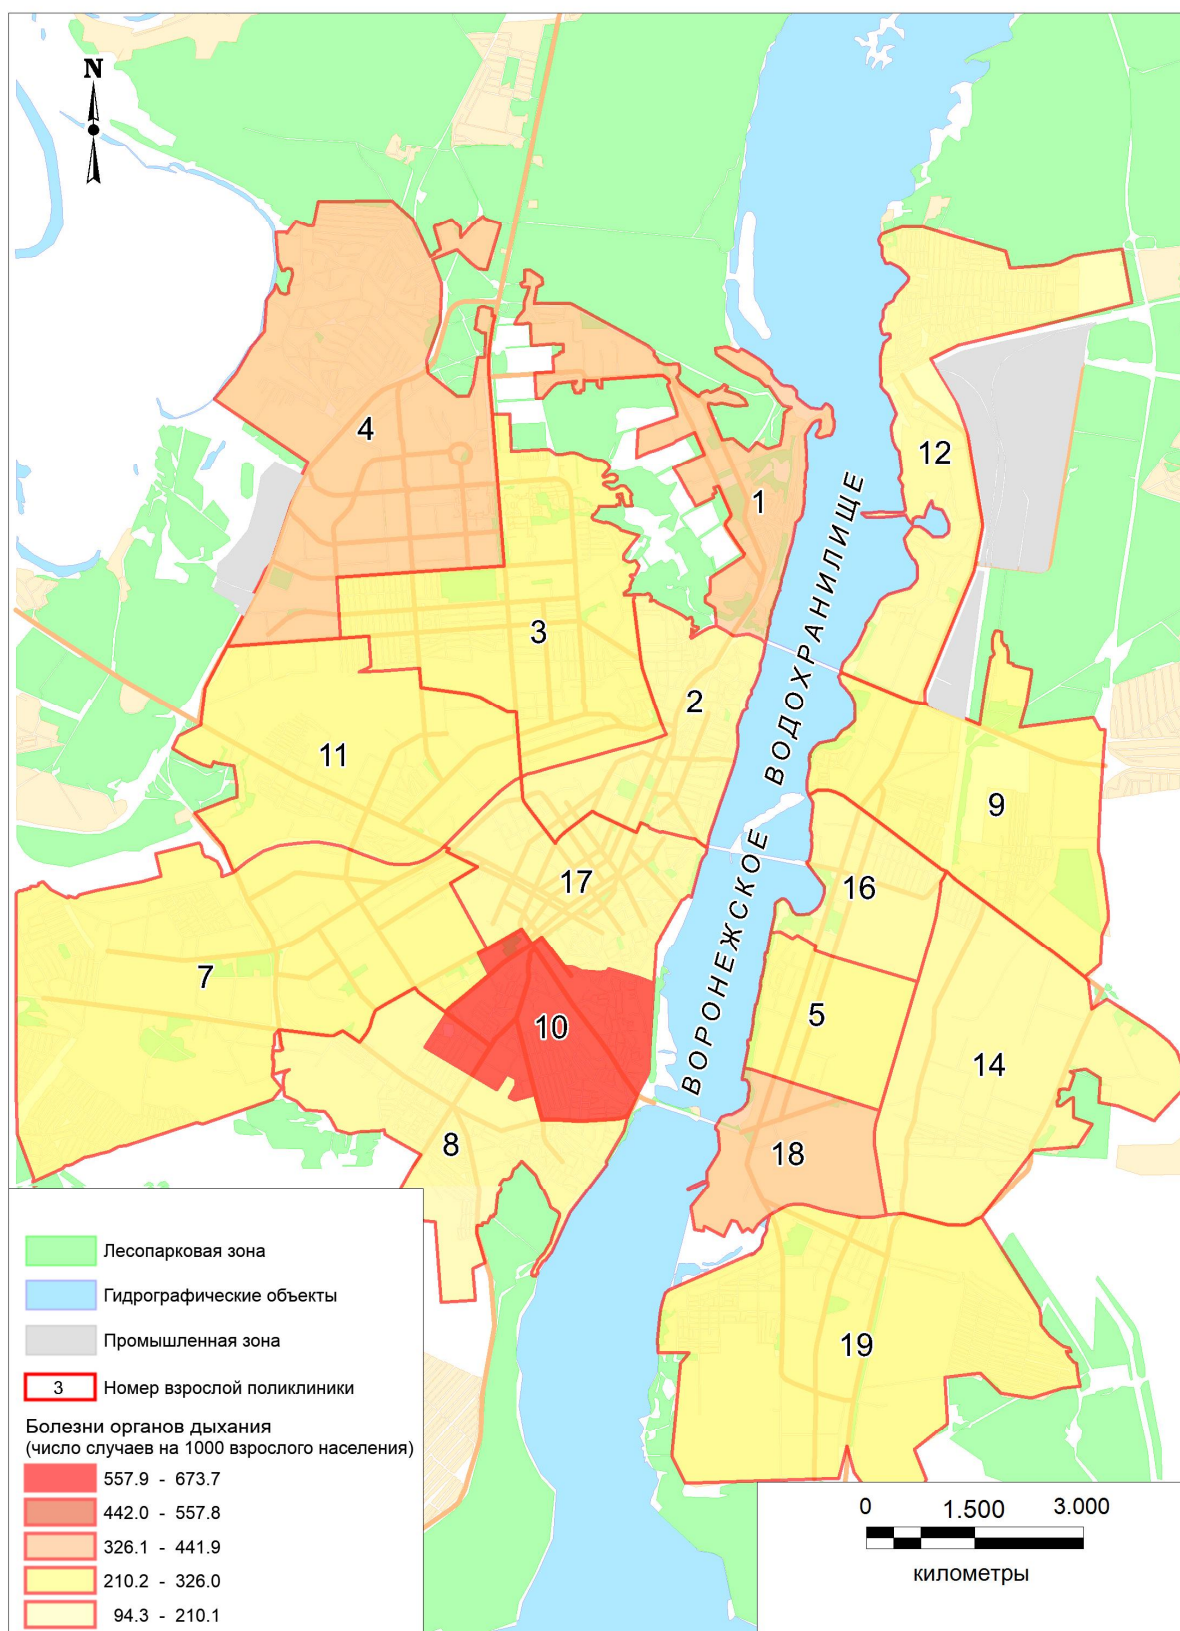 N
4
12
1
ВОРОНЕЖСКОЕ ВОДОХРАНИЛИЩЕ
3
2
11
9
17
16
7
5
10
14
8
18
19
Лесопарковая зона
Гидрографические объекты
Промышленная зона
3 Номер взрослой поликлиники
Болезни органов дыхания
(число случаев на 1000 взрослого населения)
557.9 - 673.7
442.0 - 557.8
326.1 - 441.9
210.2 - 326.0
94.3 - 210.1
0 1.500 3.000
километры